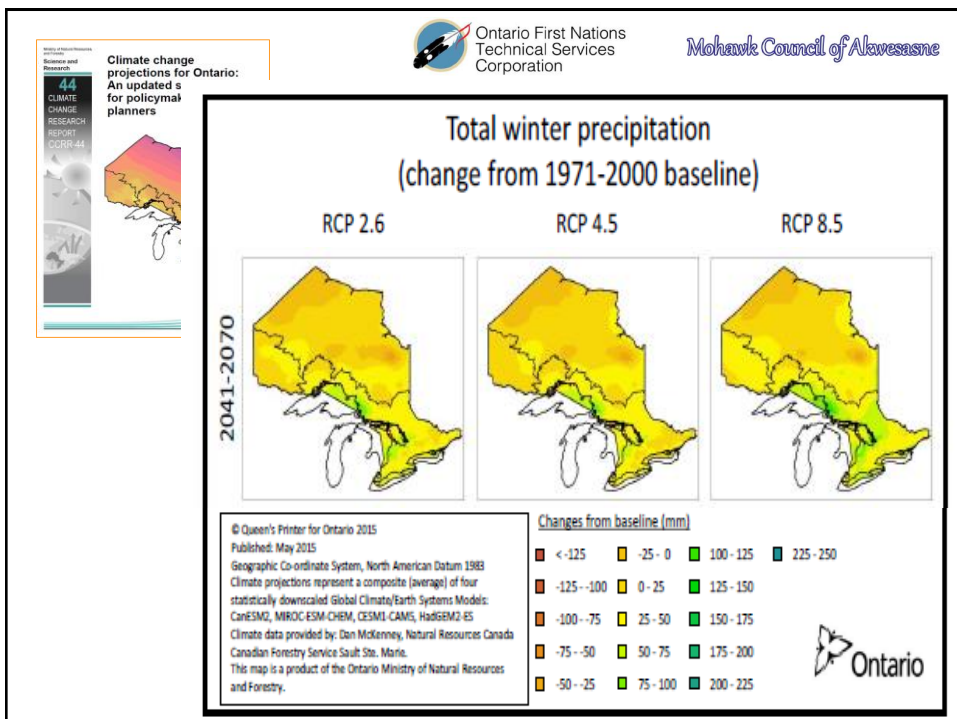 Ministry of Natural Resources
and Forestry
Science and
Research
44
CLIMATE
CHANGE
RESEARCH
REPORT
CCRR-44
Climate change
projections for Ontario:
An updated s
for policymak
planners
Ontario First Nations
Technical Services
Corporation
Mohawk Council of Akwesasne
Total winter precipitation
(change from 1971-2000 baseline)
RCP 2.6
RCP 4.5
RCP 8.5
2041-2070
© Queen's Printer for Ontario 2015
Published: May 2015
Geographic Co-ordinate System, North American Datum 1983
Climate projections represent a composite (average) of four
statistically downscaled Global Climate/Earth Systems Models:
CanESM2, MIROC-ESM-CHEM, CESM1-CAMS, HadGEM2-ES
Climate data provided by: Dan McKenney, Natural Resources Canada
Canadian Forestry Service Sault Ste. Marie.
This map is a product of the Ontario Ministry of Natural Resources
and Forestry.
Changes from baseline (mm)
< -125
-125 - -100
-100 - -75
-75 - -50
-50 - -25
-25 - 0
0 - 25
25 - 50
50 - 75
75 - 100
100 - 125
125 - 150
150 - 175
175 - 200
200 - 225
225 - 250
Ontario